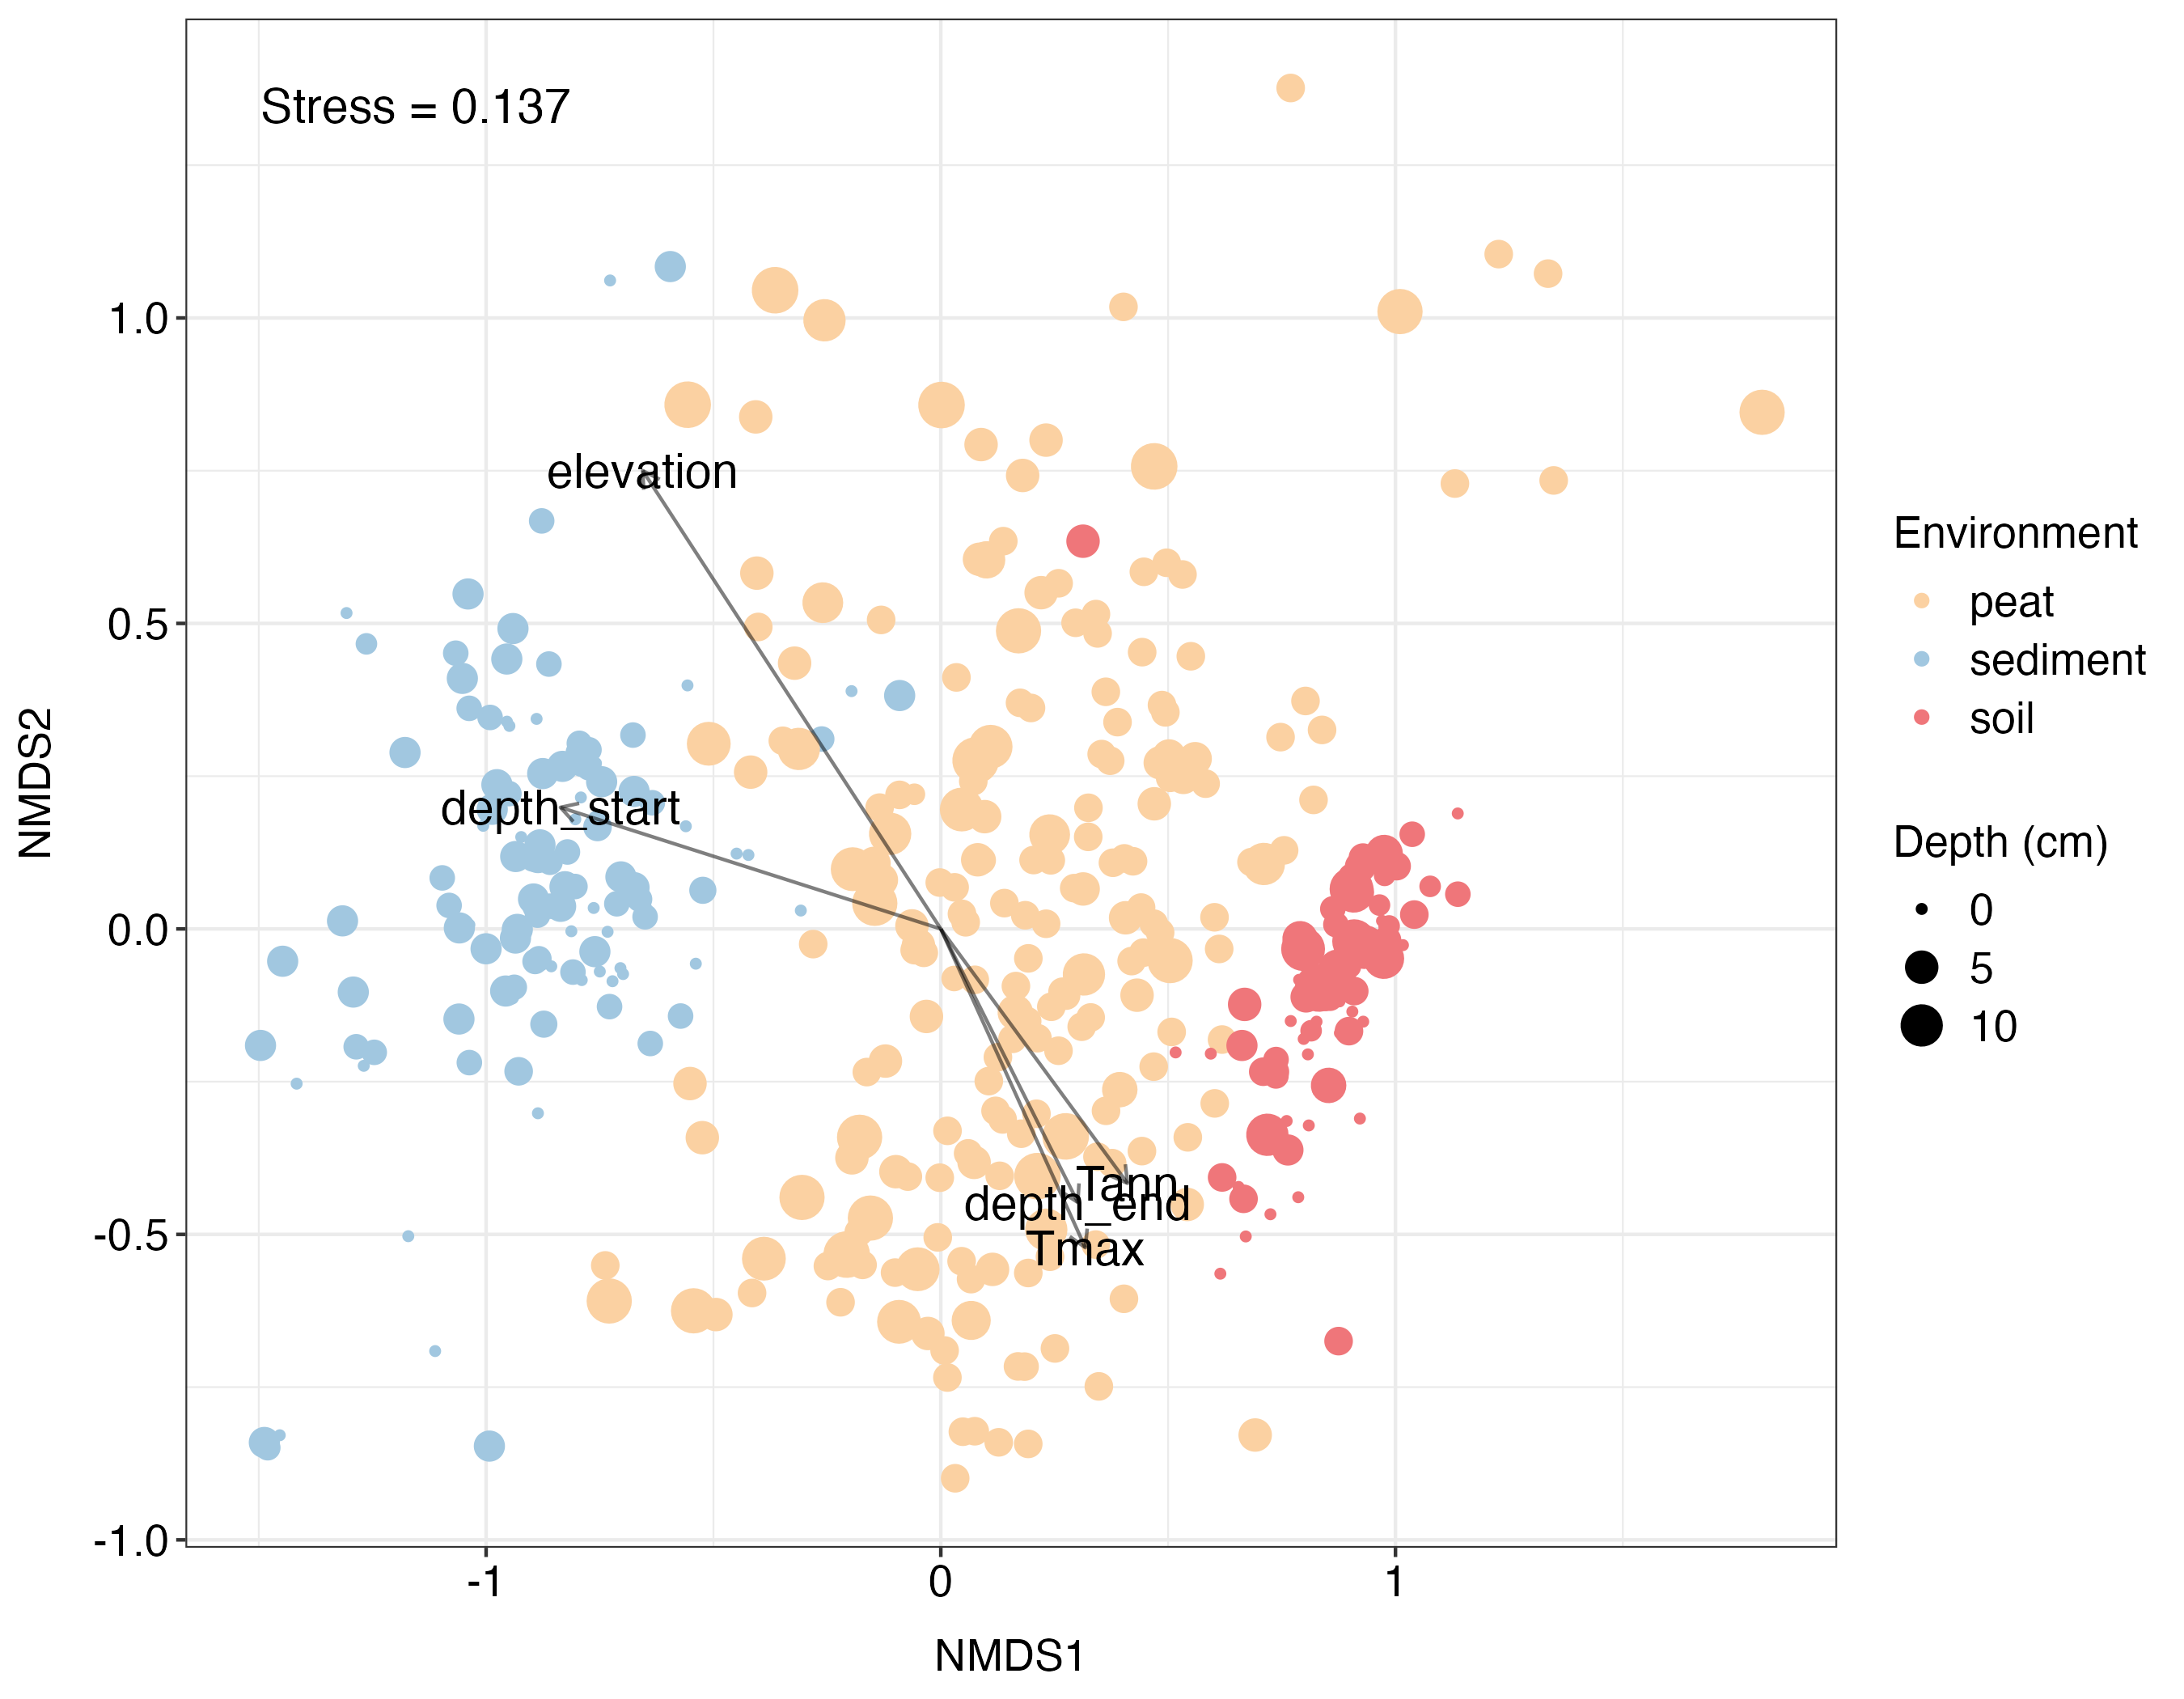 Stress = 0.137
elevation
depth_start
Tann
depth_end
Tmax
1.0
0.5
0.0
-0.5
-1.0
NMDS2
-1
0
1
NMDS1
Environment
peat
sediment
soil
Depth (cm)
0
5
10